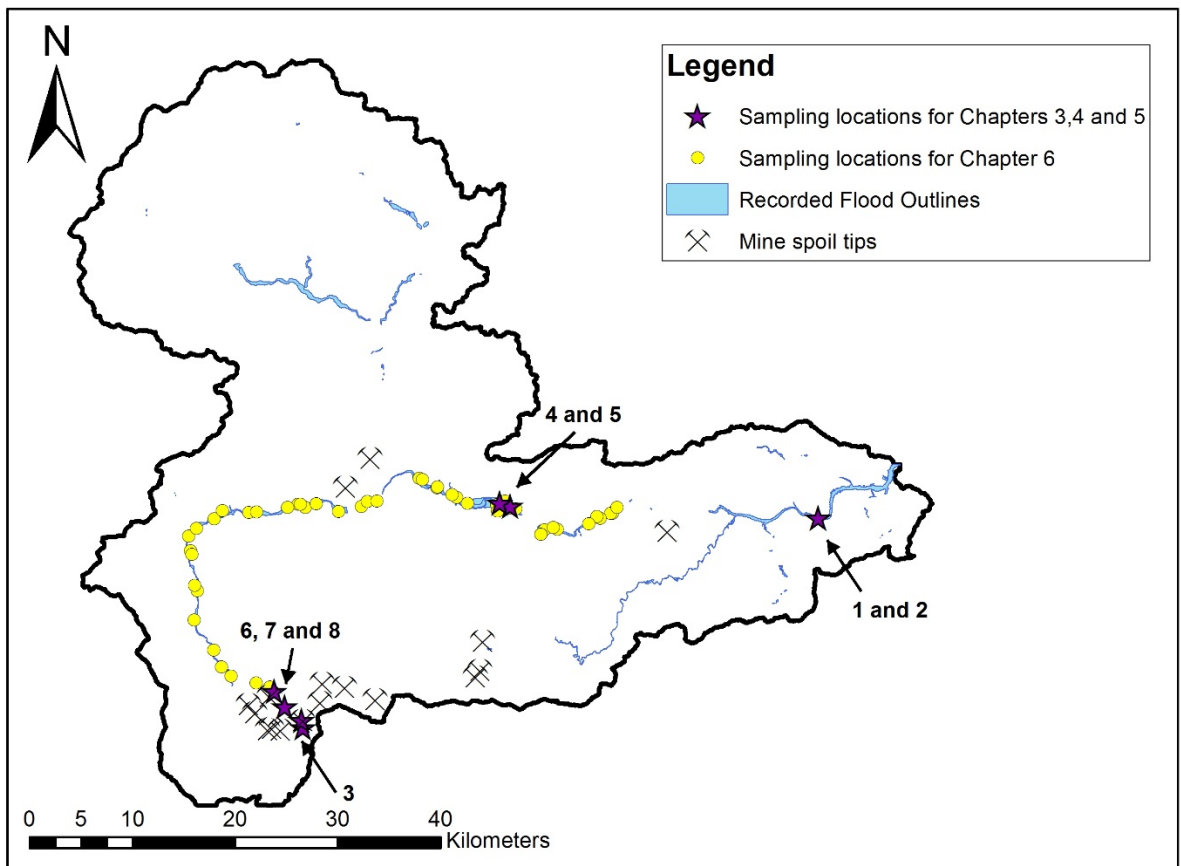 N
Legend
Sampling locations for Chapters 3,4 and 5
Sampling locations for Chapter 6
Recorded Flood Outlines
Mine spoil tips
4 and 5
1 and 2
6, 7 and 8
3
0 5 10 20 30 40
Kilometers